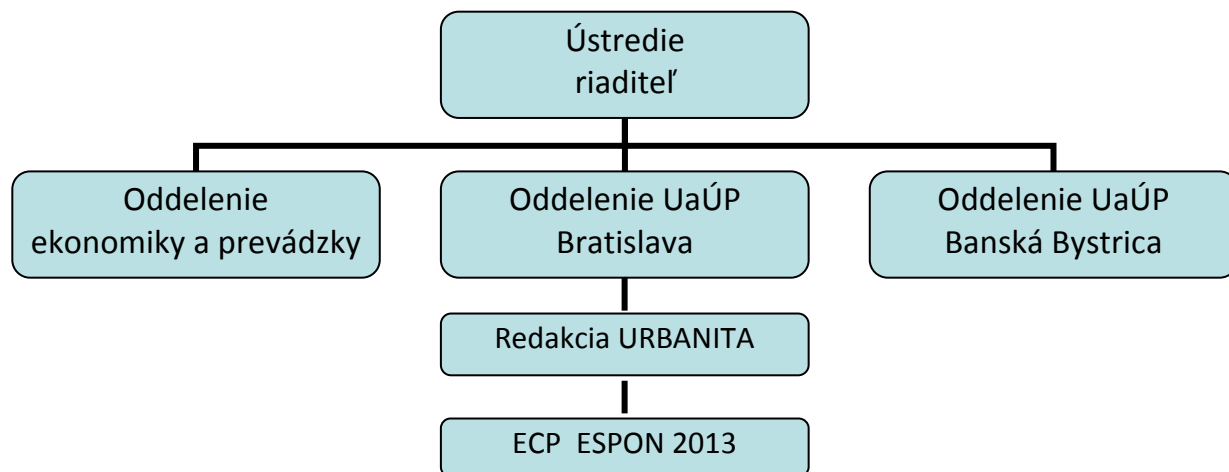 Ústredie
riaditeľ
Oddelenie
ekonomiky a prevádzky
Oddelenie UaÚP
Bratislava
Oddelenie UaÚP
Banská Bystrica
Redakcia URBANITA
ECP  ESPON 2013